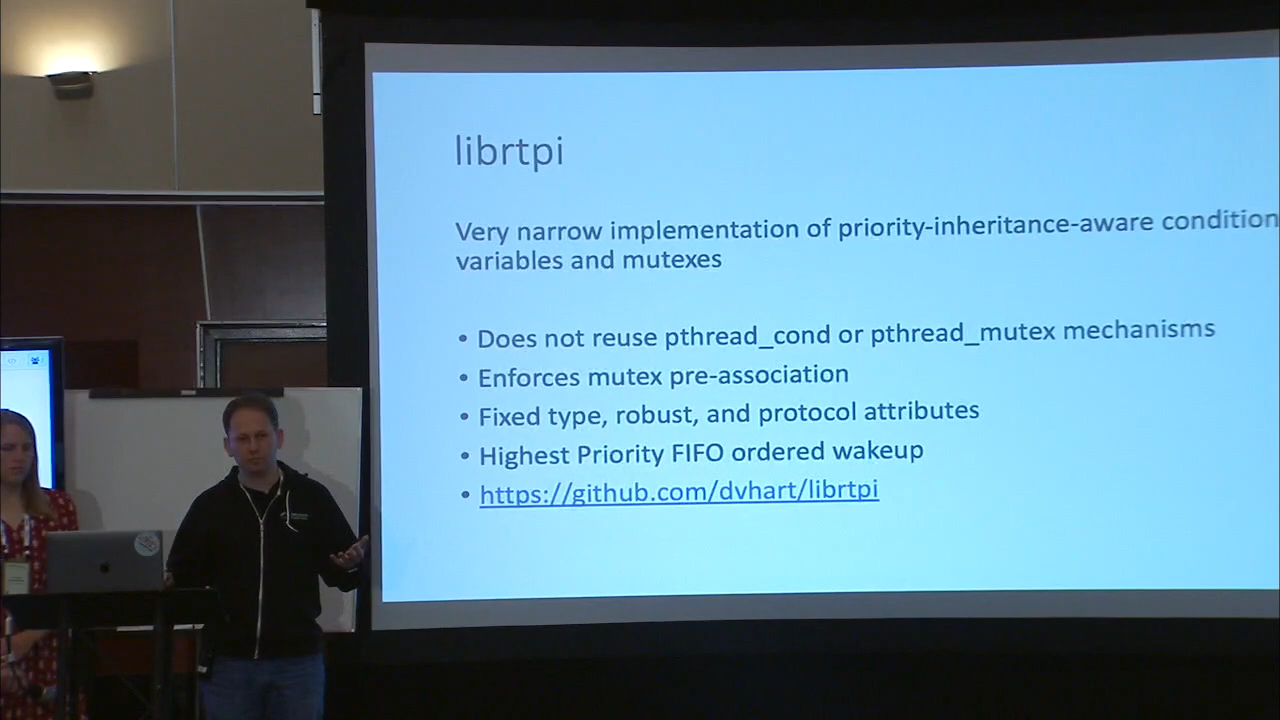 librtpi
Very narrow implementation of priority-inheritance-aware condition
variables and mutexes
• Does not reuse pthread_cond or pthread_mutex mechanisms
• Enforces mutex pre-association
• Fixed type, robust, and protocol attributes
• Highest Priority FIFO ordered wakeup
• https://github.com/dvhart/librtpi